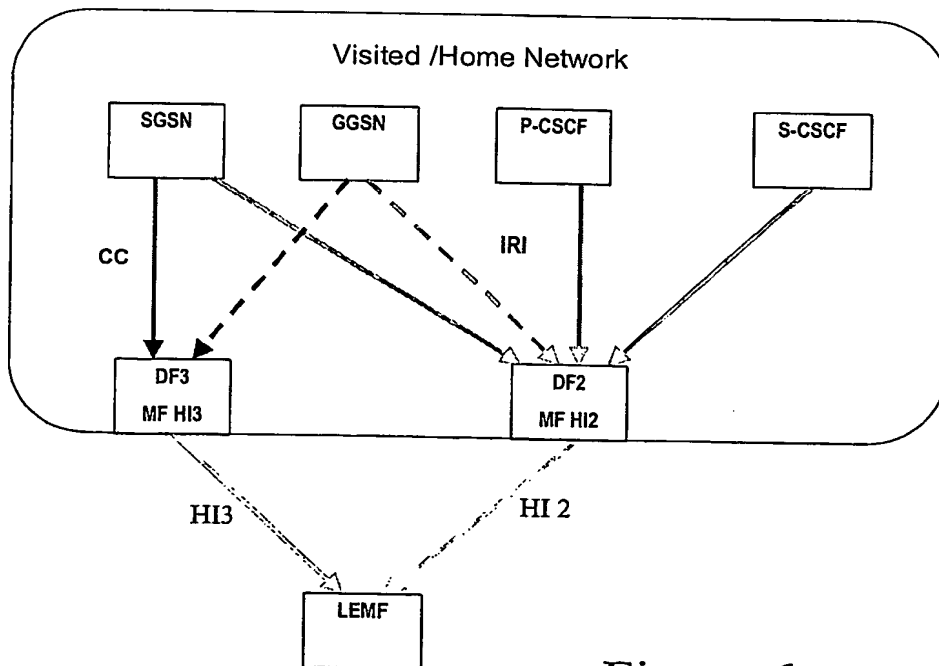 Visited /Home Network
SGSN
GGSN
P-CSCF
S-CSCF
CC
IRI
DF3
MF HI3
DF2
MF HI2
HI3
HI 2
LEMF